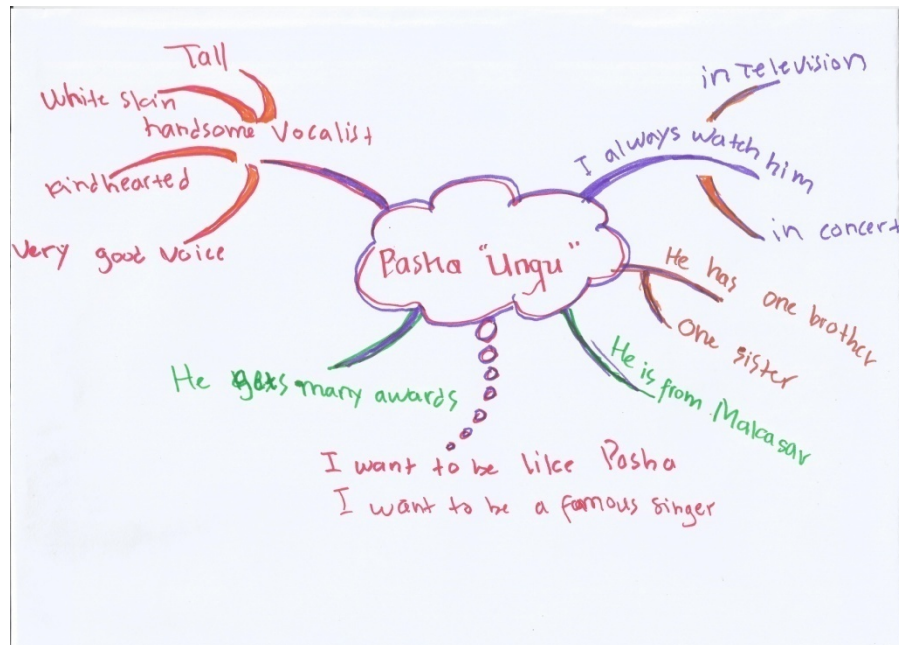 Tall
White skin
handsome Vocalist
kindhearted
Very good voice
in Television
I always watch him
in concert
Pasha "Ungu"
He has one brother
one sister
He gets many awards
He is from Makasar
I want to be like Pasha
I want to be a famous singer